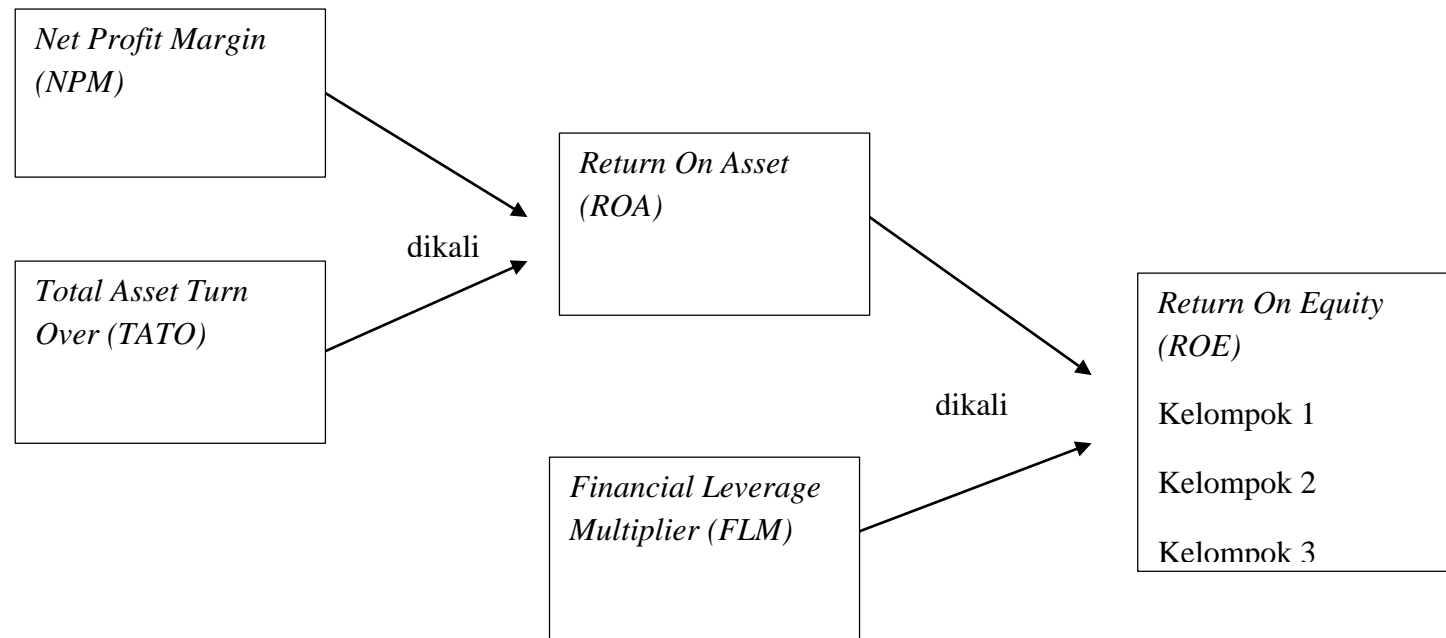 Net Profit Margin
(NPM)
Return On Asset
(ROA)
dikali
Total Asset Turn
Over (TATO)
Return On Equity
(ROE)
Kelompok 1
Kelompok 2
Kelompok 3
dikali
Financial Leverage
Multiplier (FLM)